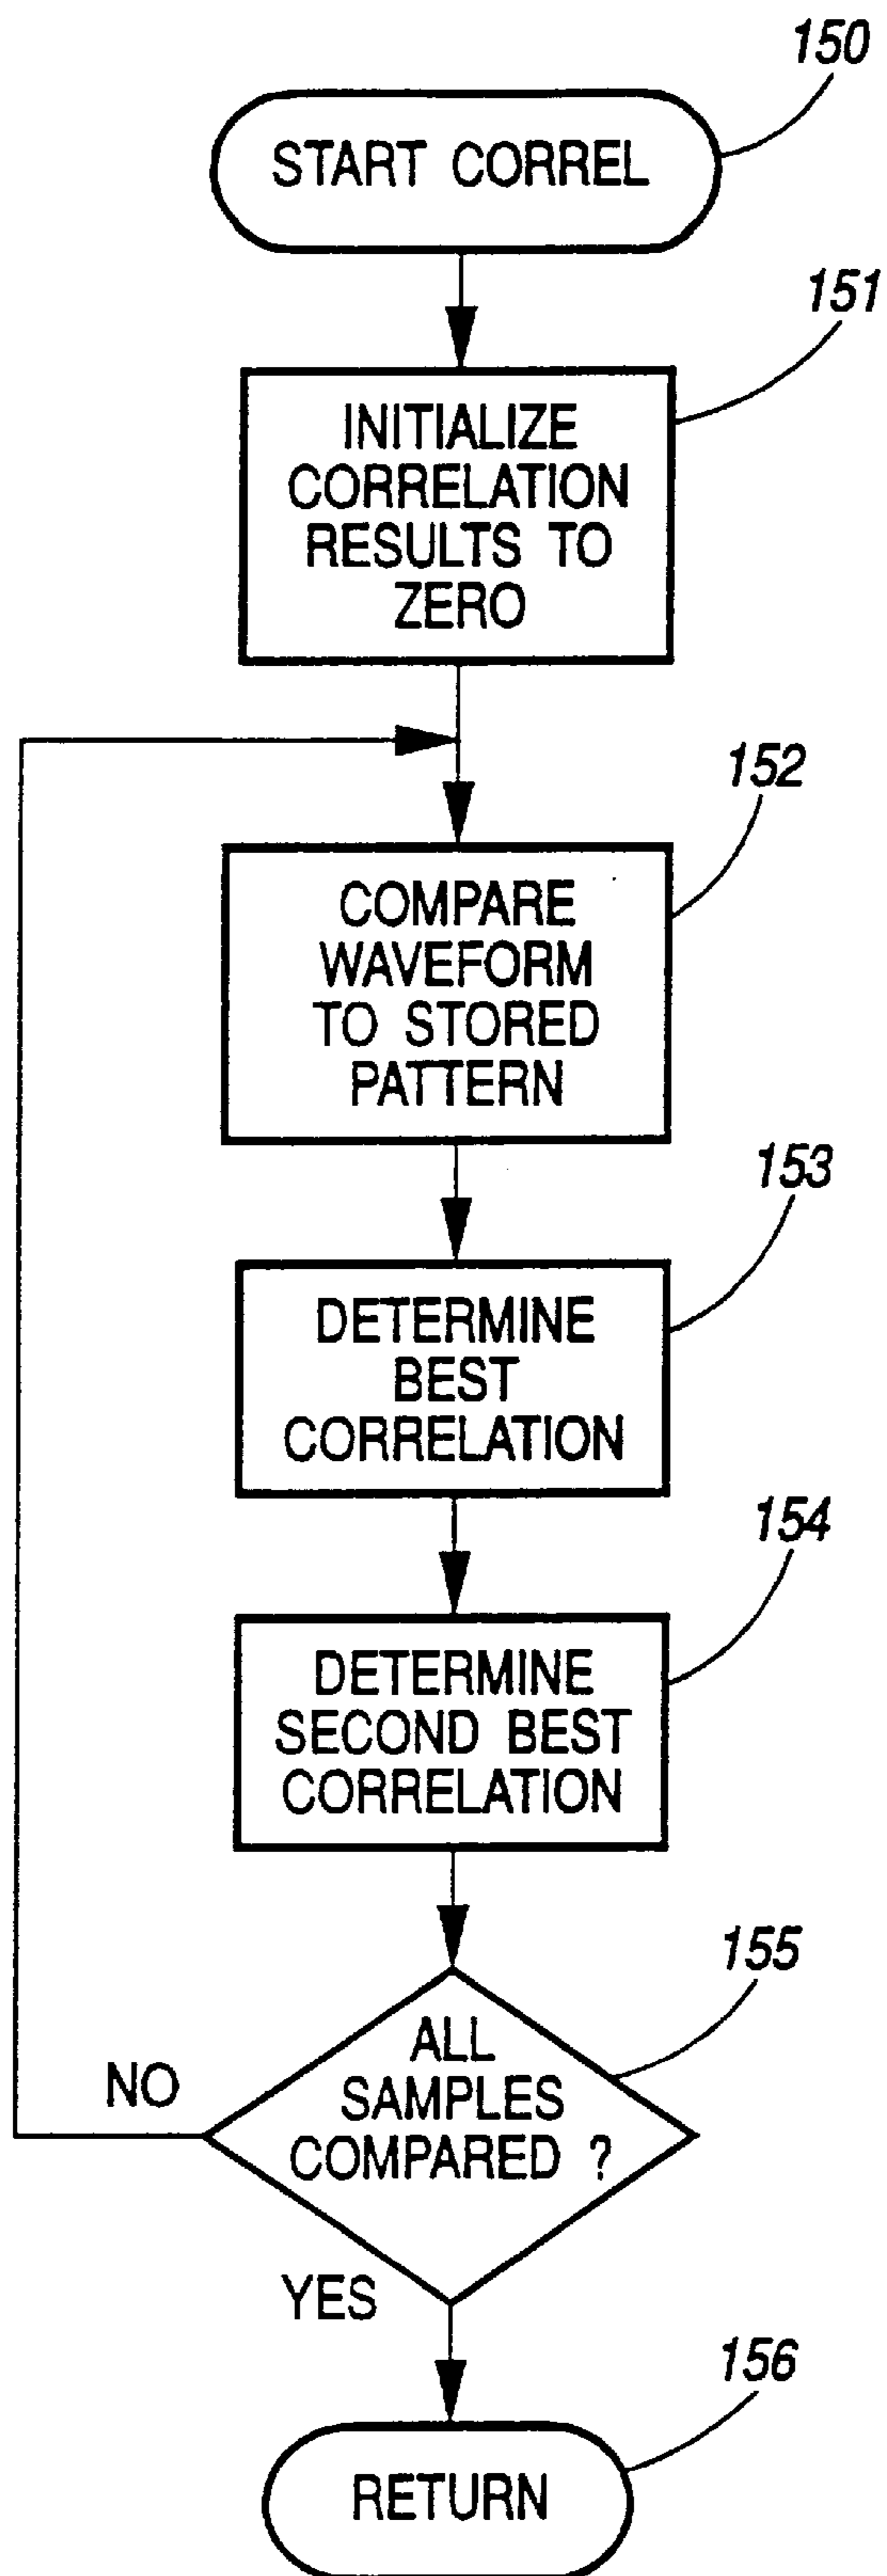 150
START CORREL
151
INITIALIZE
CORRELATION
RESULTS TO
ZERO
152
COMPARE
WAVEFORM
TO STORED
PATTERN
153
DETERMINE
BEST
CORRELATION
154
DETERMINE
SECOND BEST
CORRELATION
155
ALL
SAMPLES
COMPARED ?
NO
YES
156
RETURN